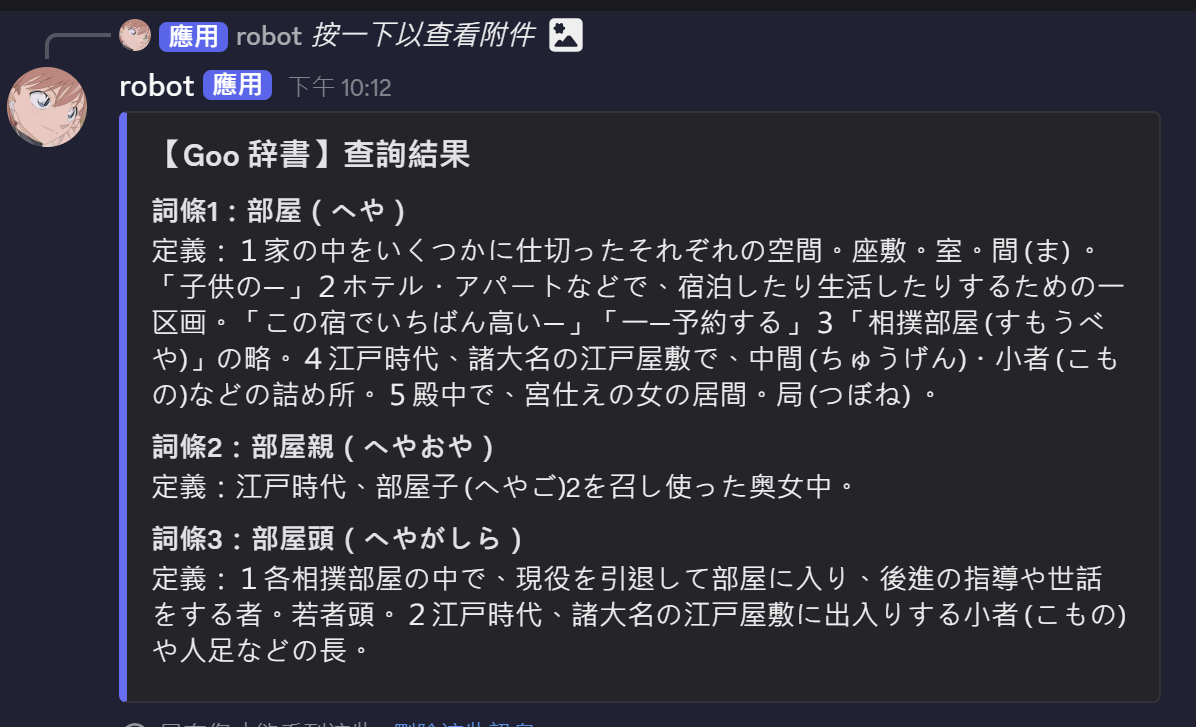 應用 robot 按一下以查看附件
robot 應用 下午 10:12
【Goo 辞書】查詢結果
詞條1：部屋（へや）
定義：１家の中をいくつかに仕切ったそれぞれの空間。座敷。室。間(ま)。
「子供の―」２ホテル・アパートなどで、宿泊したり生活したりするための一
区画。「この宿でいちばん高い―」「一―予約する」３「相撲部屋(すもうべ
や)」の略。４江戸時代、諸大名の江戸屋敷で、中間(ちゅうげん)・小者(こも
の)などの詰め所。５殿中で、宮仕えの女の居間。局(つぼね)。
詞條2：部屋親（へやおや）
定義：江戸時代、部屋子(へやご)2を召し使った奥女中。
詞條3：部屋頭（へやがしら）
定義：１各相撲部屋の中で、現役を引退して部屋に入り、後進の指導や世話
をする者。若者頭。２江戸時代、諸大名の江戸屋敷に出入りする小者(こもの)
や人足などの長。